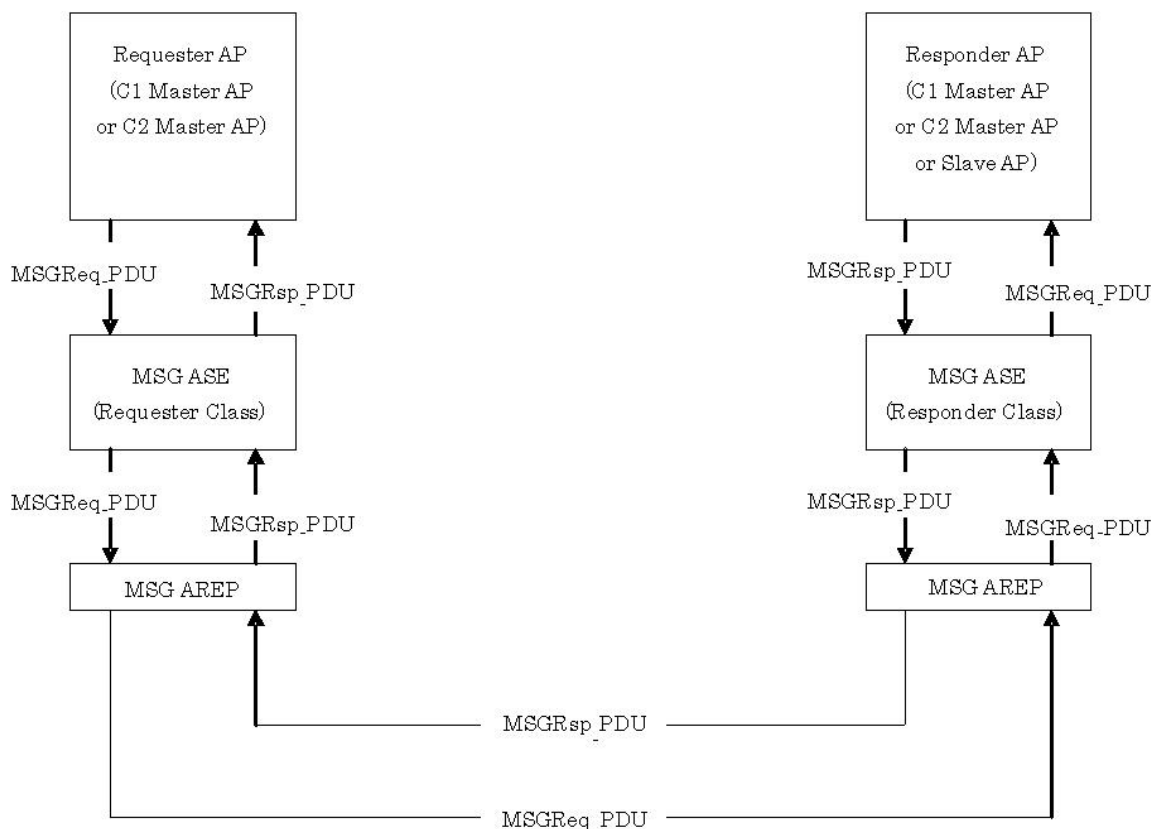 Requester AP
(C1 Master AP
or C2 Master AP)
Responder AP
(C1 Master AP
or C2 Master AP
or Slave AP)
MSGReq_PDU
MSGRsp_PDU
MSGRsp_PDU
MSGReq_PDU
MSG ASE
(Requester Class)
MSG ASE
(Responder Class)
MSGReq_PDU
MSGRsp_PDU
MSGRsp_PDU
MSGReq-PDU
MSG AREP
MSG AREP
MSGRsp_PDU
MSGReq_PDU